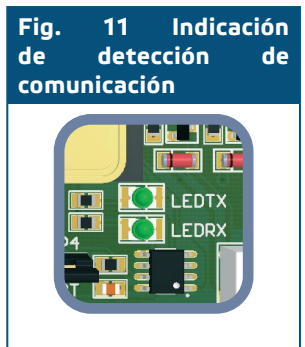 Fig. 11 Indicación
de detección de
comunicación
LEDTX
LEDRX